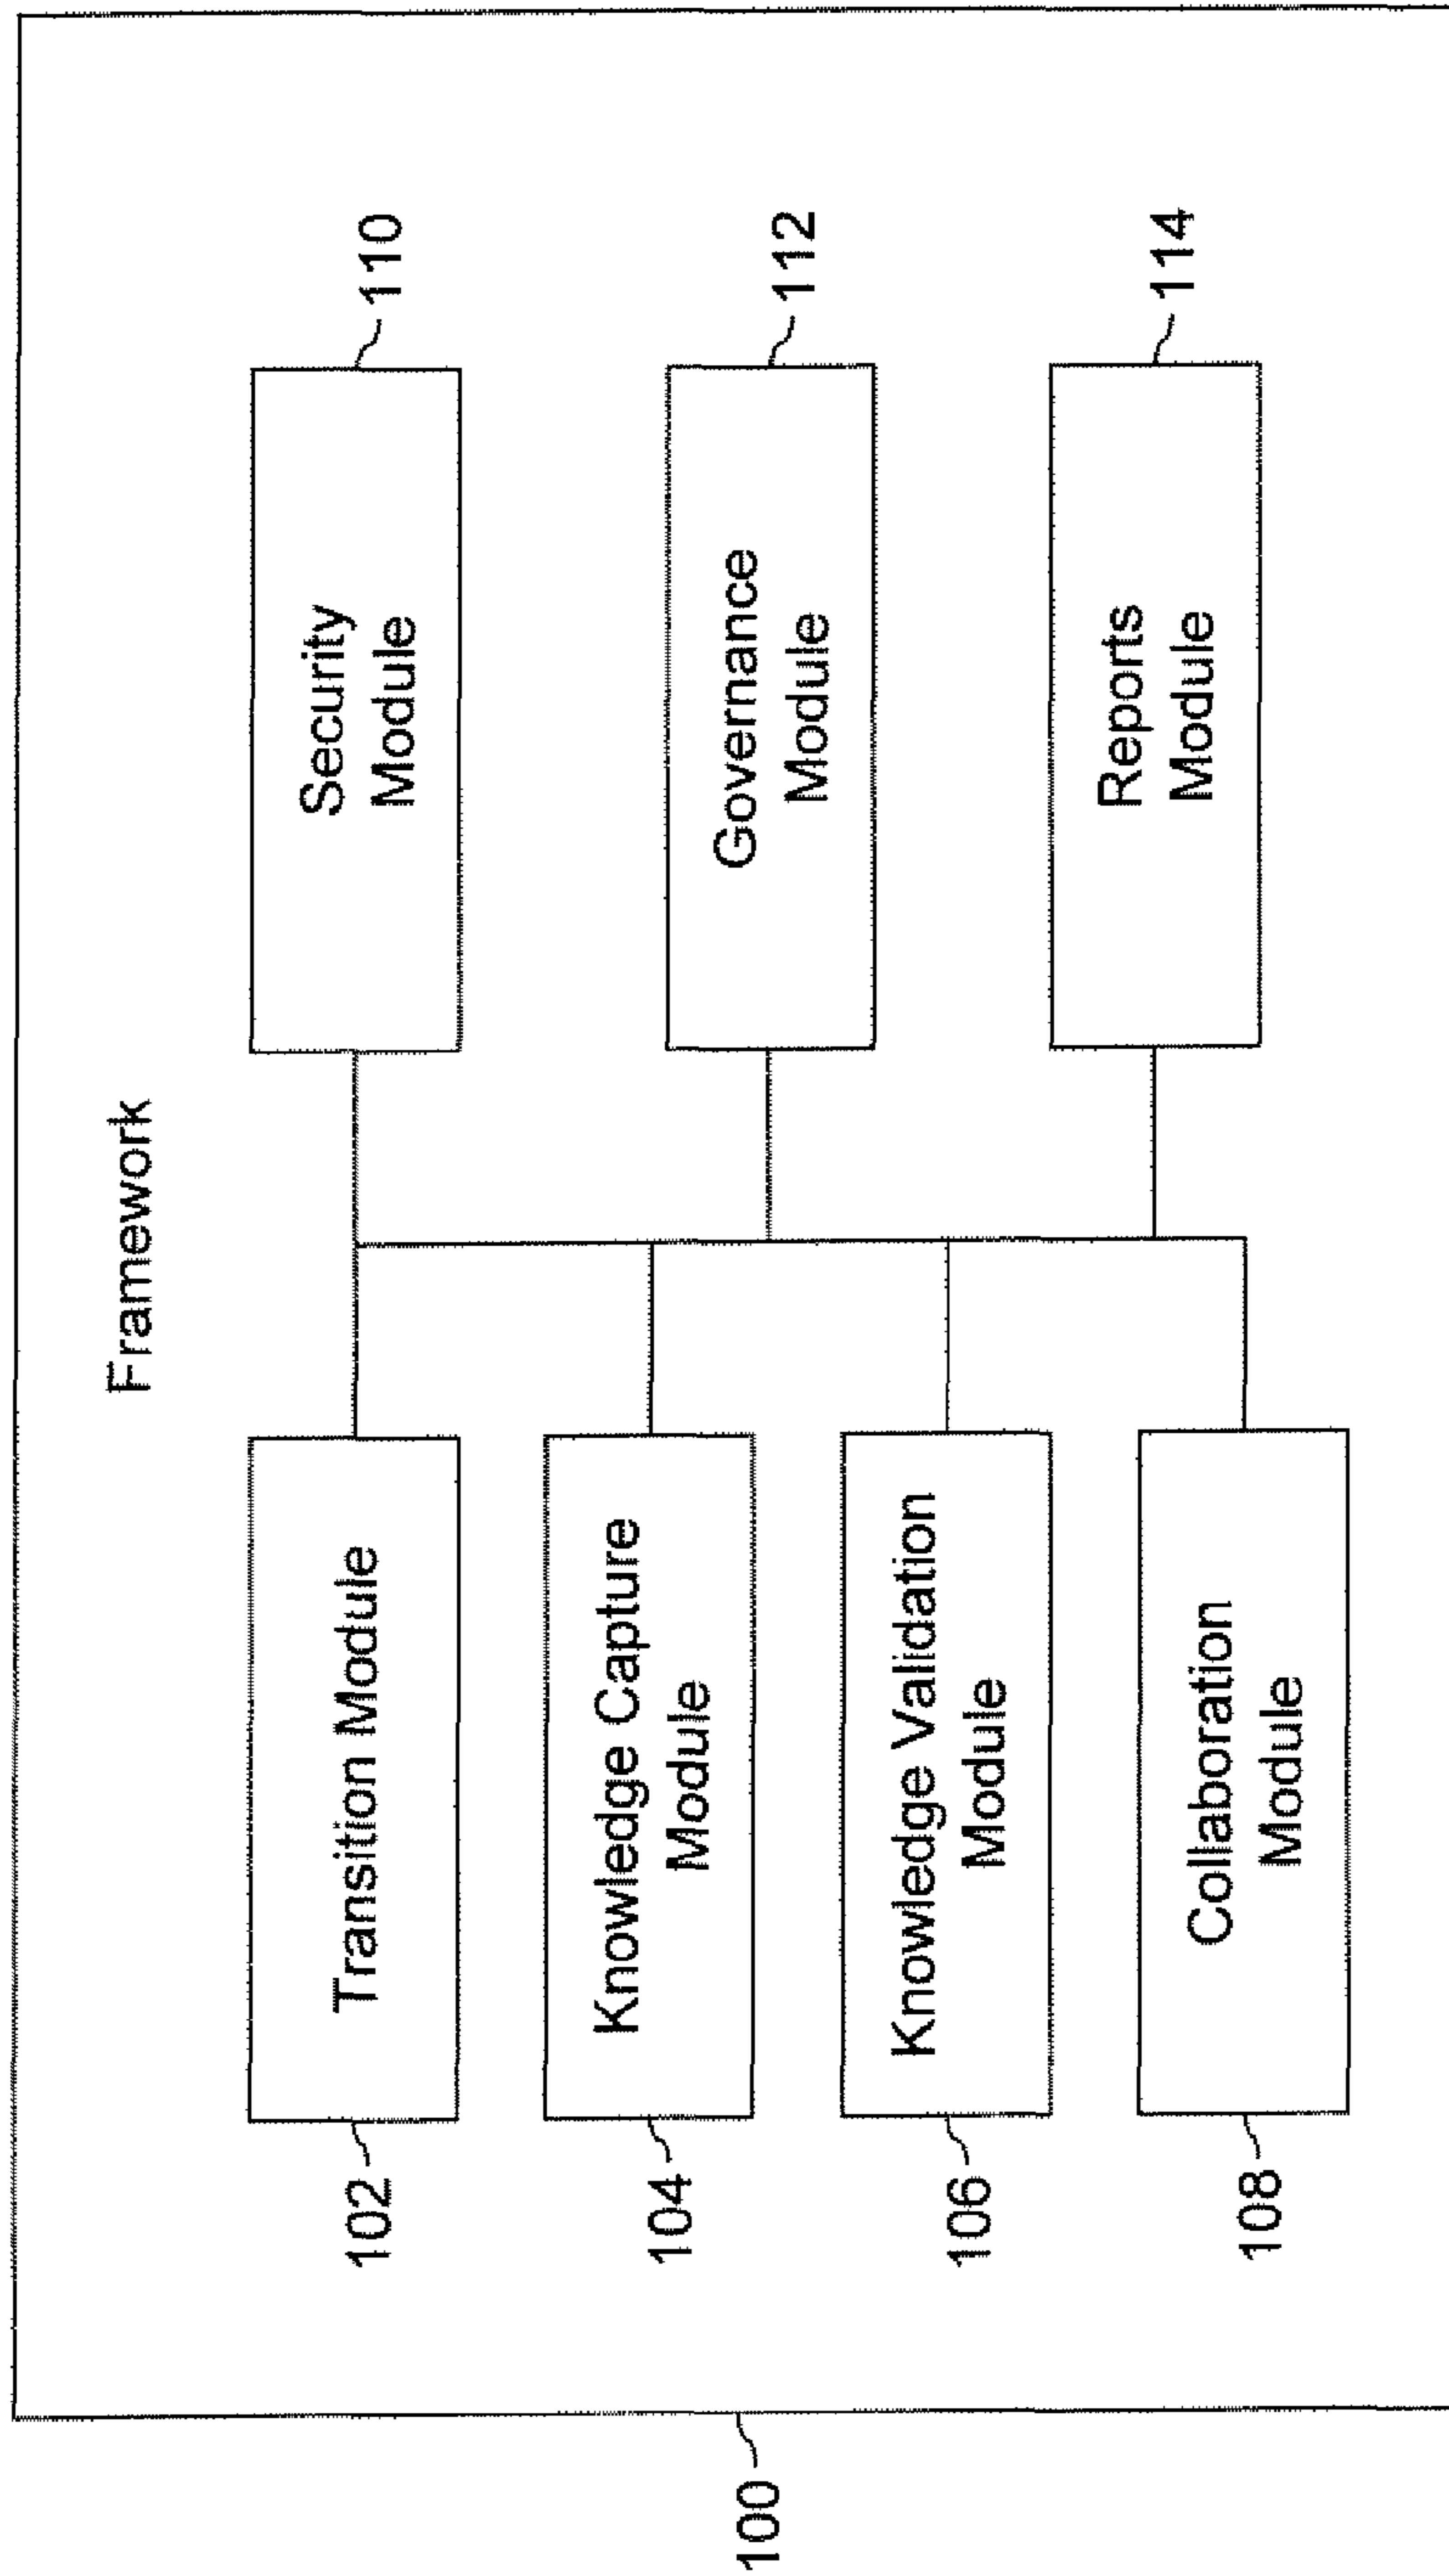 Framework
100
102
Transition Module
104
Knowledge Capture
Module
106
Knowledge Validation
Module
108
Collaboration
Module
Security
Module
110
Governance
Module
112
Reports
Module
114